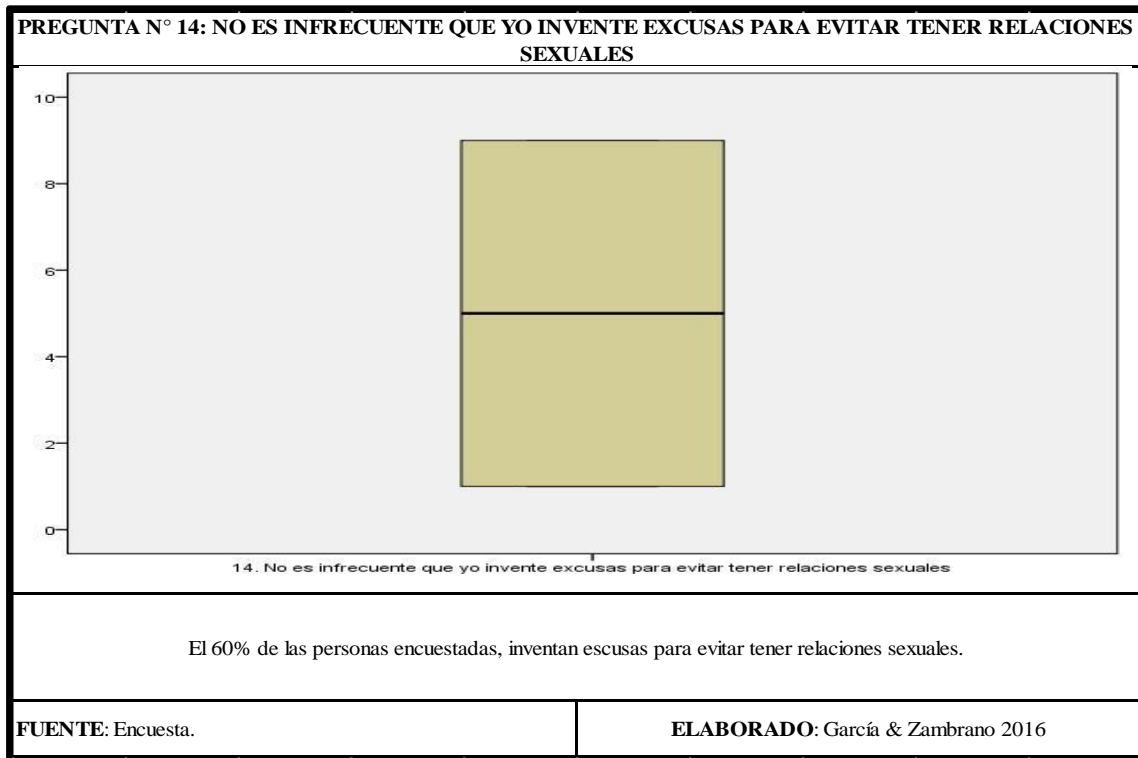 PREGUNTA N° 14: NO ES INFRECUENTE QUE YO INVENTE EXCUSAS PARA EVITAR TENER RELACIONES
SEXUALES
10
8
6
4
2
0
14. No es infrecuente que yo invente excusas para evitar tener relaciones sexuales
El 60% de las personas encuestadas, inventan escusas para evitar tener relaciones sexuales.
FUENTE: Encuesta.
ELABORADO: García & Zambrano 2016